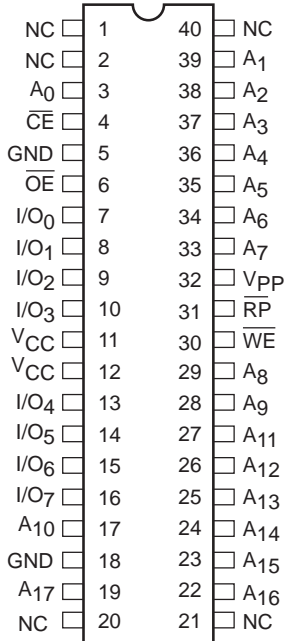 NC 1 40 NC
NC 2 39 A1
A0 3 38 A2
CE 4 37 A3
GND 5 36 A4
OE 6 35 A5
I/O0 7 34 A6
I/O1 8 33 A7
I/O2 9 32 VPP
I/O3 10 31 RP
VCC 11 30 WE
VCC 12 29 A8
I/O4 13 28 A9
I/O5 14 27 A11
I/O6 15 26 A12
I/O7 16 25 A13
A10 17 24 A14
GND 18 23 A15
A17 19 22 A16
NC 20 21 NC